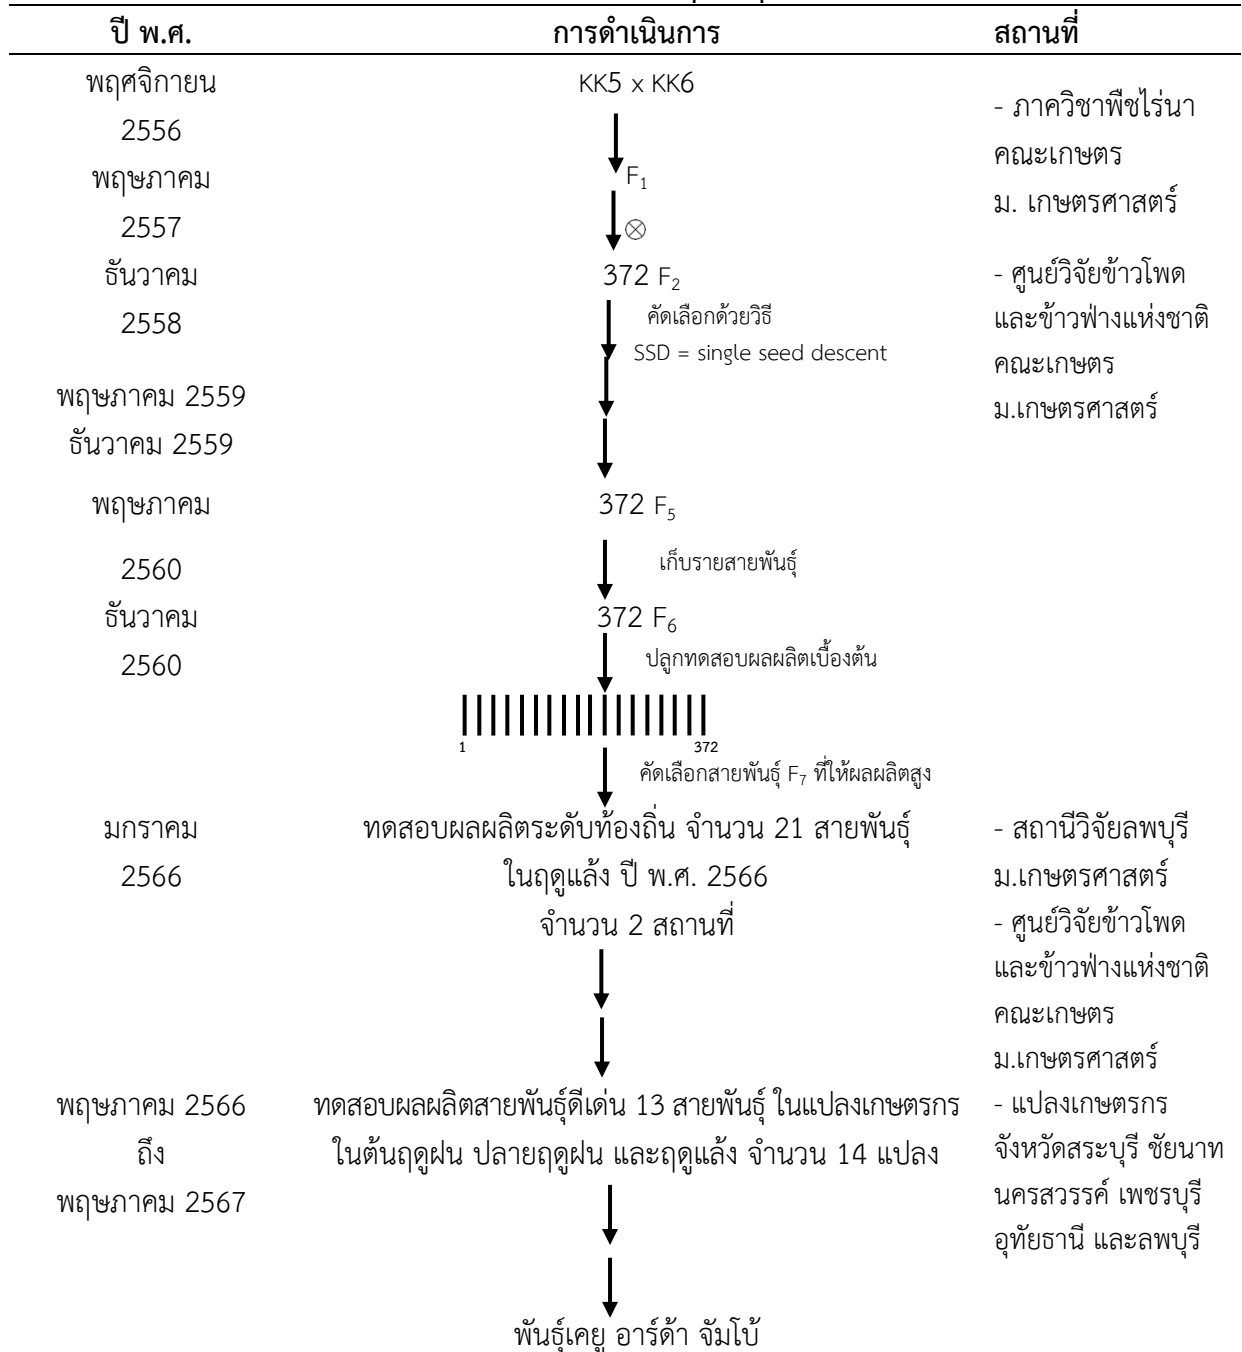 ปี พ.ศ. การดำเนินการ สถานที่
พฤศจิกายน
2556
KK5 x KK6
- ภาควิชาพืชไร่นา
คณะเกษตร
ม. เกษตรศาสตร์
พฤษภาคม
2557
F₁
⊗
ธันวาคม
2558
372 F₂
คัดเลือกด้วยวิธี
SSD = single seed descent
- ศูนย์วิจัยข้าวโพด
และข้าวฟ่างแห่งชาติ
คณะเกษตร
ม.เกษตรศาสตร์
พฤษภาคม 2559
ธันวาคม 2559
พฤษภาคม
2560
372 F₅
เก็บรายสายพันธุ์
ธันวาคม
2560
372 F₆
ปลูกทดสอบผลผลิตเบื้องต้น
1 372
คัดเลือกสายพันธุ์ F₇ ที่ให้ผลผลิตสูง
มกราคม
2566
ทดสอบผลผลิตระดับท้องถิ่น จำนวน 21 สายพันธุ์
ในฤดูแล้ง ปี พ.ศ. 2566
จำนวน 2 สถานที่
- สถานีวิจัยลพบุรี
ม.เกษตรศาสตร์
- ศูนย์วิจัยข้าวโพด
และข้าวฟ่างแห่งชาติ
คณะเกษตร
ม.เกษตรศาสตร์
พฤษภาคม 2566
ถึง
พฤษภาคม 2567
ทดสอบผลผลิตสายพันธุ์ดีเด่น 13 สายพันธุ์ ในแปลงเกษตรกร
ในต้นฤดูฝน ปลายฤดูฝน และฤดูแล้ง จำนวน 14 แปลง
- แปลงเกษตรกร
จังหวัดสระบุรี ชัยนาท
นครสวรรค์ เพชรบุรี
อุทัยธานี และลพบุรี
พันธุ์เคยู อาร์ด้า จัมโบ้